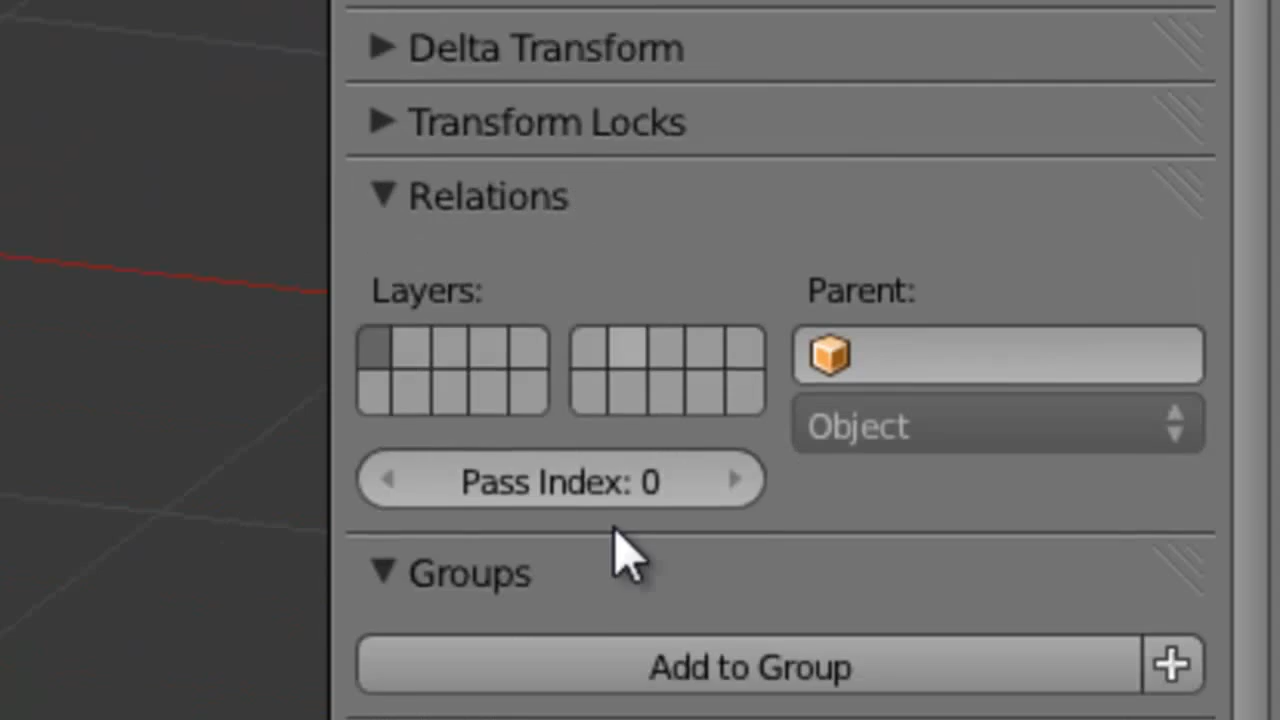 Delta Transform
Transform Locks
Relations
Layers:
Parent:
Object
Pass Index: 0
Groups
Add to Group